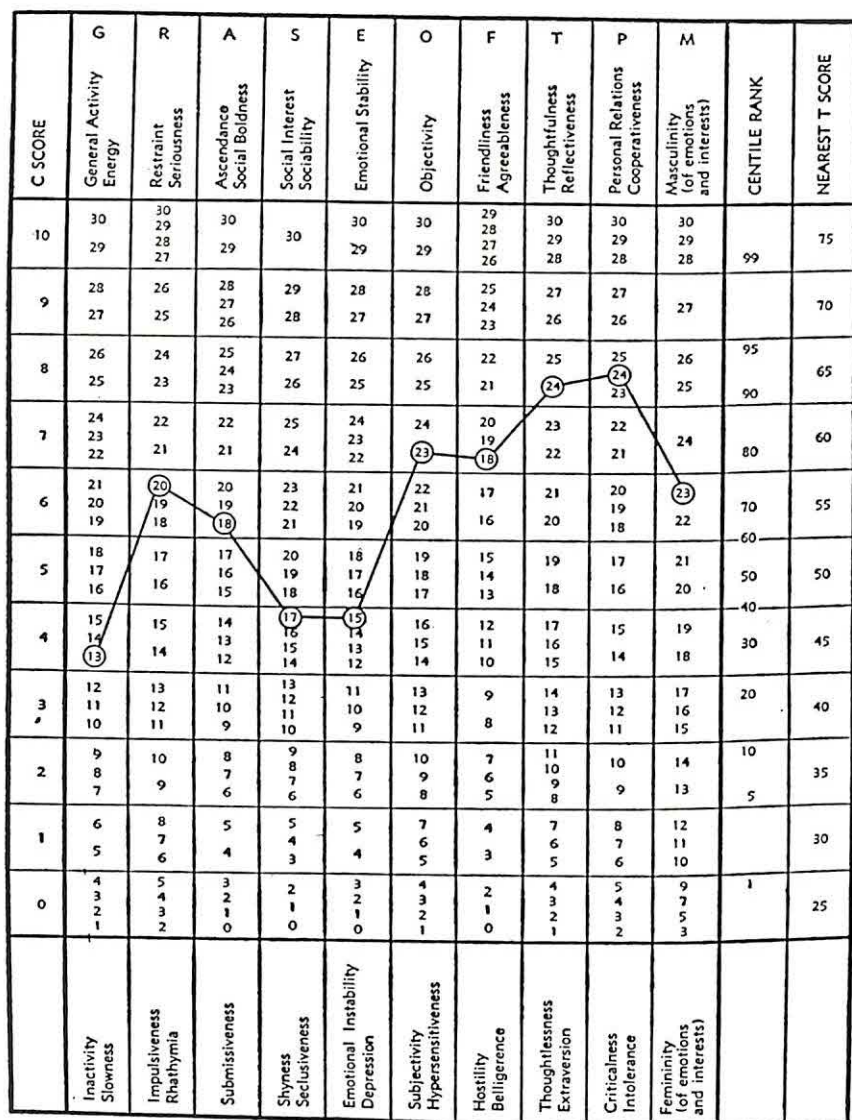 G R A S E O F T P M
C SCORE
General Activity
Energy
Restraint
Seriousness
Ascendance
Social Boldness
Social Interest
Sociability
Emotional Stability
Objectivity
Friendliness
Agreeableness
Thoughtfulness
Reflectiveness
Personal Relations
Cooperativeness
Masculinity
(of emotions
and interests)
CENTILE RANK
NEAREST T SCORE
10
30 29
30 29 28 27
30 29
30
30 29
30 29
29 28 27 26
30 29 28
30 29 28
30 29 28
99
75
9
28 27
26 25
28 27 26
29 28
28 27
28 27
25 24 23
27 26
27 26
27
70
8
26 25
24 23
25 24 23
27 26
26 25
26 25
22 21
25 24
25 24 23
26 25
95 90
65
7
24 23 22
22 21
22 21
25 24
24 23 22
24 23
20 19 18
23 22
22 21
24
80
60
6
21 20 19
20 19 18
20 19 18
23 22 21
21 20 19
22 21 20
17 16
21 20
20 19 18
23 22
70
60
55
5
18 17 16
17 16
17 16 15
20 19 18
18 17 16
19 18 17
15 14 13
19 18
17 16
21 20
50
40
50
4
15 14 13
15 14
14 13 12
17 16 15 14
15 14 13 12
16 15 14
12 11 10
17 16 15
15 14
19 18
30
45
3
12 11 10
13 12 11
11 10 9
13 12 11 10
11 10 9
13 12 11
9 8
14 13 12
13 12 11
17 16 15
20
40
2
9 8 7
10 9
8 7 6
9 8 7 6
8 7 6
10 9 8
7 6 5
11 10 9 8
10 9
14 13
10 5
35
1
6 5
8 7 6
5 4
5 4 3
5 4
7 6 5
4 3
7 6 5
8 7 6
12 11 10
30
0
4 3 2 1
5 4 3 2
3 2 1 0
2 1 0
3 2 1 0
4 3 2 1
2 1 0
4 3 2 1
5 4 3 2
9 7 5 3
1
25
Inactivity
Slowness
Impulsiveness
Rhathymia
Submissiveness
Shyness
Seclusiveness
Emotional Instability
Depression
Subjectivity
Hypersensitiveness
Hostility
Belligerence
Thoughtlessness
Extraversion
Criticalness
Intolerance
Femininity
(of emotions
and interests)